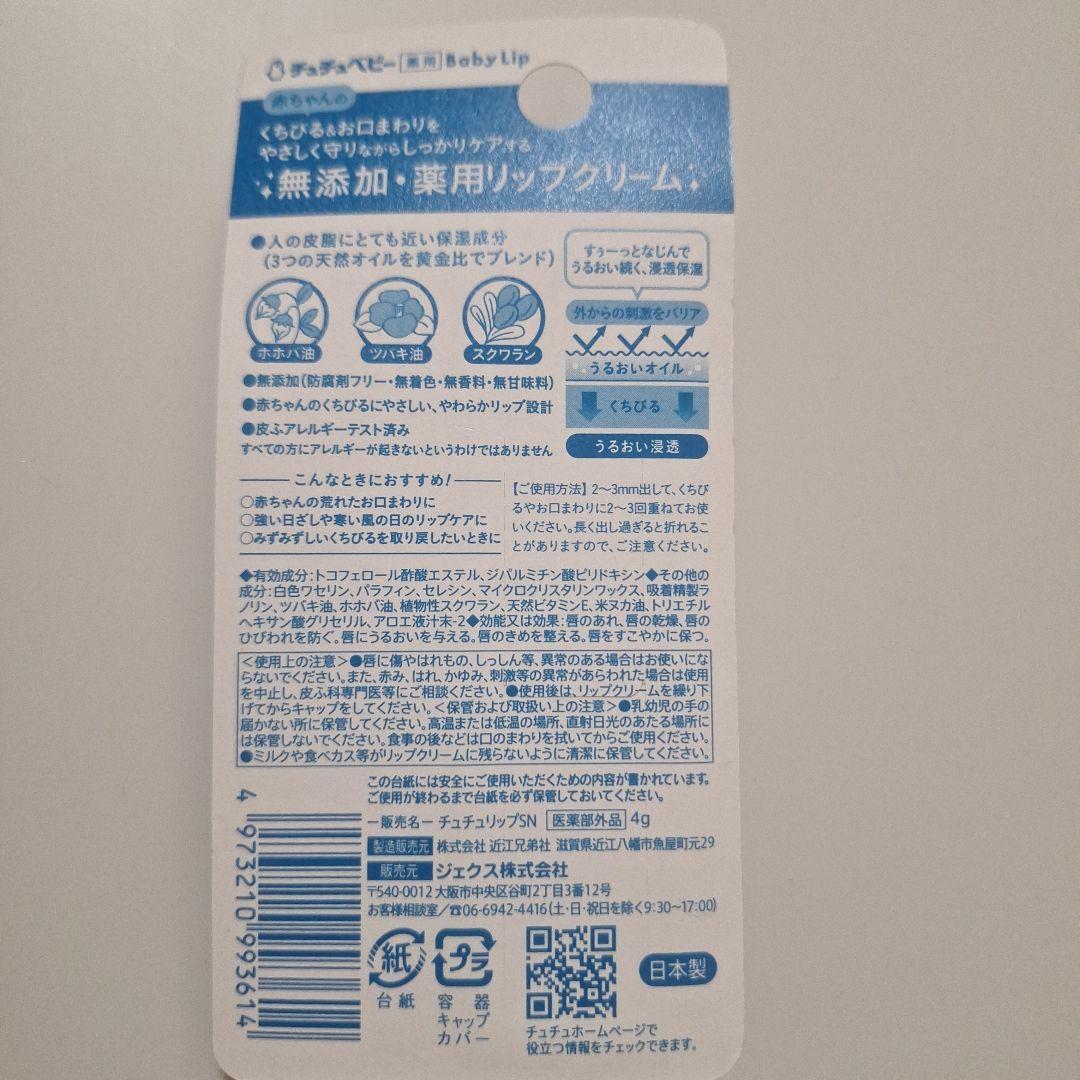 チュチュベビー 薬用 Baby Lip
赤ちゃんの
くちびる&お口まわりを
やさしく守りながらしっかりケアする
無添加・薬用リップクリーム
●人の皮脂にとても近い保湿成分
(3つの天然オイルを黄金比でブレンド)
ホホバ油
ツバキ油
スクワラン
●無添加(防腐剤フリー・無着色・無香料・無甘味料)
●赤ちゃんのくちびるにやさしい、やわらかリップ設計
●皮ふアレルギーテスト済み
すべての方にアレルギーが起きないというわけではありません
すぅーっとなじんで
うるおい続く、浸透保湿
外からの刺激をバリア
うるおいオイル
くちびる
うるおい浸透
こんなときにおすすめ!
○赤ちゃんの荒れたお口まわりに
○強い日ざしや寒い風の日のリップケアに
○みずみずしいくちびるを取り戻したいときに
【ご使用方法】2〜3mm出して、くちび
るやお口まわりに2〜3回重ねてお使
いください。長く出し過ぎると折れるこ
とがありますので、ご注意ください。
◆有効成分:トコフェロール酢酸エステル、ジパルミチン酸ピリドキシン◆その他の
成分:白色ワセリン、パラフィン、セレシン、マイクロクリスタリンワックス、吸着精製ラ
ノリン、ツバキ油、ホホバ油、植物性スクワラン、天然ビタミンE、米ヌカ油、トリエチル
ヘキサン酸グリセリル、アロエ液汁末-2◆効能又は効果:唇のあれ、唇の乾燥、唇の
ひびわれを防ぐ。唇にうるおいを与える。唇のきめを整える。唇をすこやかに保つ。
<使用上の注意>●唇に傷やはれもの、しっしん等、異常のある場合はお使いにな
らないでください。また、赤み、はれ、かゆみ、刺激等の異常があらわれた場合は使用
を中止し、皮ふ科専門医等にご相談ください。●使用後は、リップクリームを繰り下
げてからキャップをしてください。<保管および取扱い上の注意>●乳幼児の手の
届かない所に保管してください。高温または低温の場所、直射日光のあたる場所に
は保管しないでください。食事の後などは口のまわりを拭いてからご使用ください。
●ミルクや食べカス等がリップクリームに残らないように清潔に保管してください。
この台紙には安全にご使用いただくための内容が書かれています。
ご使用が終わるまで台紙を必ず保管しておいてください。
ー販売名ー チュチュリップSN 医薬部外品 4g
製造販売元 株式会社 近江兄弟社 滋賀県近江八幡市魚屋町元29
販売元 ジェクス株式会社
〒540-0012 大阪市中央区谷町2丁目3番12号
お客様相談室/☎06-6942-4416(土・日・祝日を除く9:30〜17:00)
4 973210 993614
紙
台紙
プラ
容器
キャップ
カバー
チュチュホームページで
役立つ情報をチェックできます。
日本製